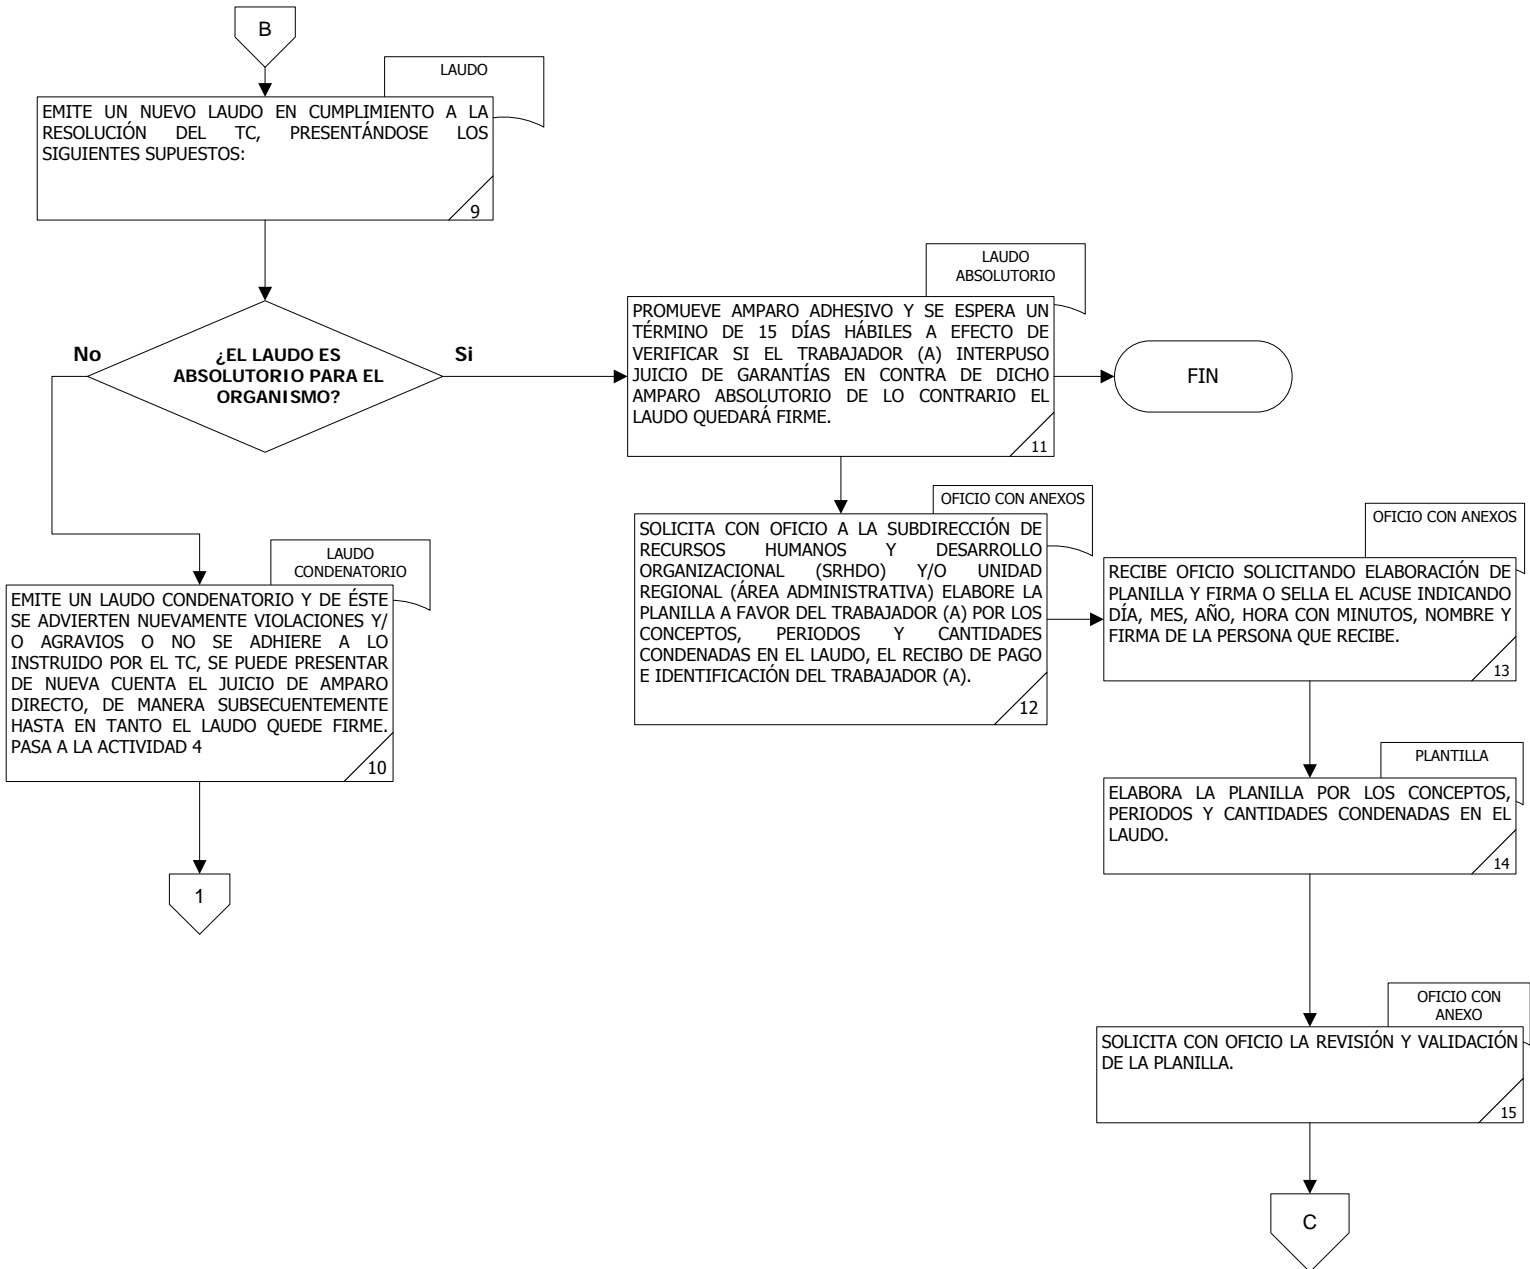 B
LAUDO
EMITE UN NUEVO LAUDO EN CUMPLIMIENTO A LA
RESOLUCIÓN DEL TC, PRESENTÁNDOSE LOS
SIGUIENTES SUPUESTOS:
9
No
¿EL LAUDO ES
ABSOLUTORIO PARA EL
ORGANISMO?
Si
LAUDO
ABSOLUTORIO
PROMUEVE AMPARO ADHESIVO Y SE ESPERA UN
TÉRMINO DE 15 DÍAS HÁBILES A EFECTO DE
VERIFICAR SI EL TRABAJADOR (A) INTERPUSO
JUICIO DE GARANTÍAS EN CONTRA DE DICHO
AMPARO ABSOLUTORIO DE LO CONTRARIO EL
LAUDO QUEDARÁ FIRME.
11
FIN
LAUDO
CONDENATORIO
EMITE UN LAUDO CONDENATORIO Y DE ÉSTE
SE ADVIERTEN NUEVAMENTE VIOLACIONES Y/
O AGRAVIOS O NO SE ADHIERE A LO
INSTRUIDO POR EL TC, SE PUEDE PRESENTAR
DE NUEVA CUENTA EL JUICIO DE AMPARO
DIRECTO, DE MANERA SUBSECUENTEMENTE
HASTA EN TANTO EL LAUDO QUEDE FIRME.
PASA A LA ACTIVIDAD 4
10
1
OFICIO CON ANEXOS
SOLICITA CON OFICIO A LA SUBDIRECCIÓN DE
RECURSOS HUMANOS Y DESARROLLO
ORGANIZACIONAL (SRHDO) Y/O UNIDAD
REGIONAL (ÁREA ADMINISTRATIVA) ELABORE LA
PLANILLA A FAVOR DEL TRABAJADOR (A) POR LOS
CONCEPTOS, PERIODOS Y CANTIDADES
CONDENADAS EN EL LAUDO, EL RECIBO DE PAGO
E IDENTIFICACIÓN DEL TRABAJADOR (A).
12
OFICIO CON ANEXOS
RECIBE OFICIO SOLICITANDO ELABORACIÓN DE
PLANILLA Y FIRMA O SELLA EL ACUSE INDICANDO
DÍA, MES, AÑO, HORA CON MINUTOS, NOMBRE Y
FIRMA DE LA PERSONA QUE RECIBE.
13
PLANTILLA
ELABORA LA PLANILLA POR LOS CONCEPTOS,
PERIODOS Y CANTIDADES CONDENADAS EN EL
LAUDO.
14
OFICIO CON
ANEXO
SOLICITA CON OFICIO LA REVISIÓN Y VALIDACIÓN
DE LA PLANILLA.
15
C